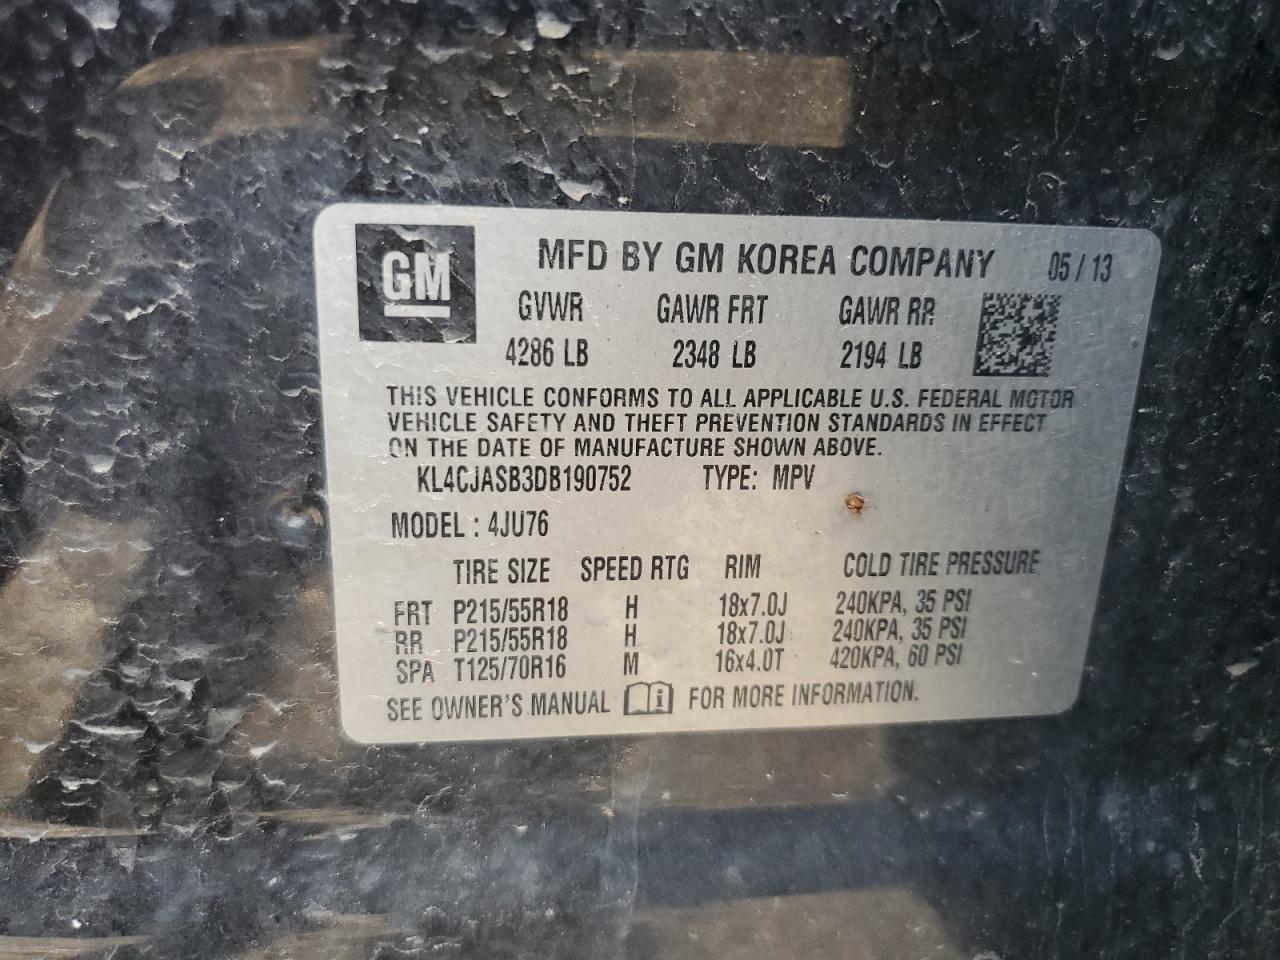 GM
MFD BY GM KOREA COMPANY 05 / 13
GVWR GAWR FRT GAWR RR
4286 LB 2348 LB 2194 LB
THIS VEHICLE CONFORMS TO ALL APPLICABLE U.S. FEDERAL MOTOR
VEHICLE SAFETY AND THEFT PREVENTION STANDARDS IN EFFECT
ON THE DATE OF MANUFACTURE SHOWN ABOVE.
KL4CJASB3DB190752 TYPE: MPV
MODEL : 4JU76
TIRE SIZE SPEED RTG RIM COLD TIRE PRESSURE
FRT P215/55R18 H 18x7.0J 240KPA, 35 PSI
RR P215/55R18 H 18x7.0J 240KPA, 35 PSI
SPA T125/70R16 M 16x4.0T 420KPA, 60 PSI
SEE OWNER'S MANUAL i FOR MORE INFORMATION.